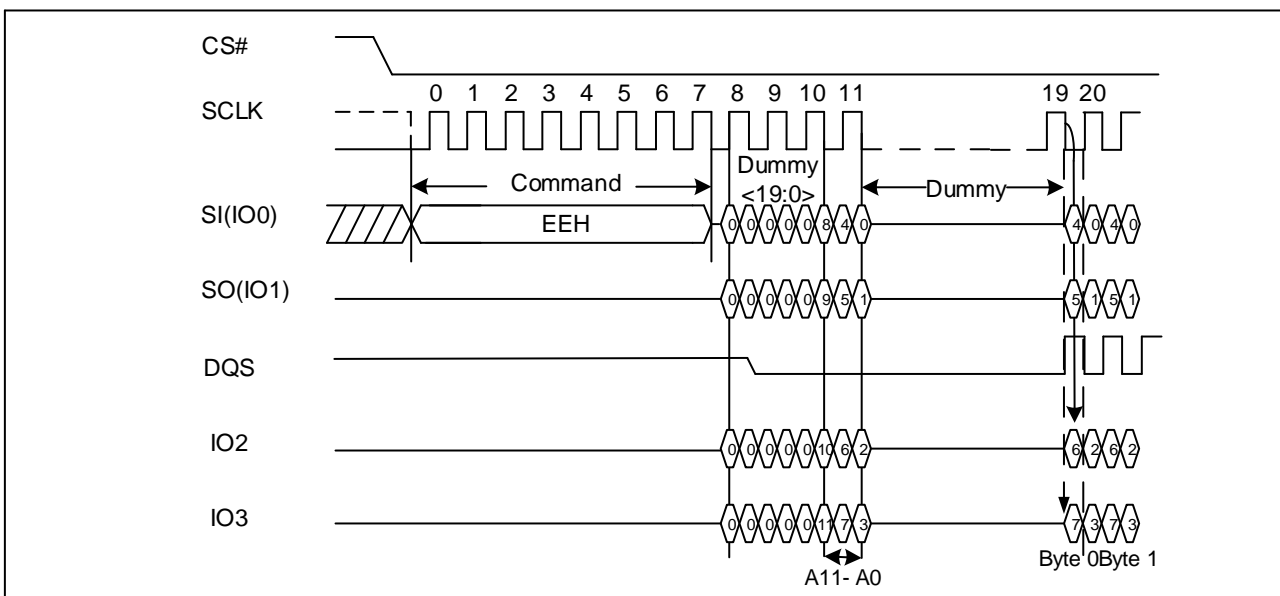 CS#
0 1 2 3 4 5 6 7 8 9 10 11 19 20
SCLK
Dummy
<19:0>
Command
Dummy
SI(IO0)
EEH
0 0 0 0 0 8 4 0 4 0 4 0
SO(IO1)
0 0 0 0 0 9 5 1 5 1 5 1
DQS
IO2
0 0 0 0 0 10 6 2 6 2 6 2
IO3
0 0 0 0 0 11 7 3 7 3 7 3
Byte 0Byte 1
A11- A0